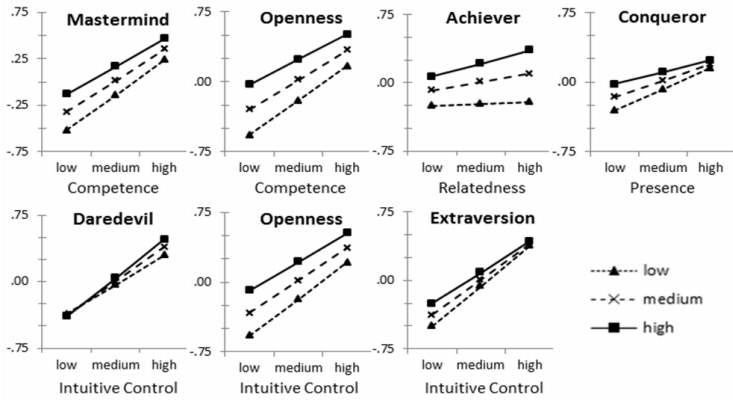 Mastermind
.75
.25
-.25
-.75
low medium high
Competence
Openness
.75
.00
-.75
low medium high
Competence
Achiever
.75
.00
-.75
low medium high
Relatedness
Conqueror
.75
.00
-.75
low medium high
Presence
Daredevil
.75
.00
-.75
low medium high
Intuitive Control
Openness
.75
.00
-.75
low medium high
Intuitive Control
Extraversion
.75
.00
-.75
low medium high
Intuitive Control
low
medium
high